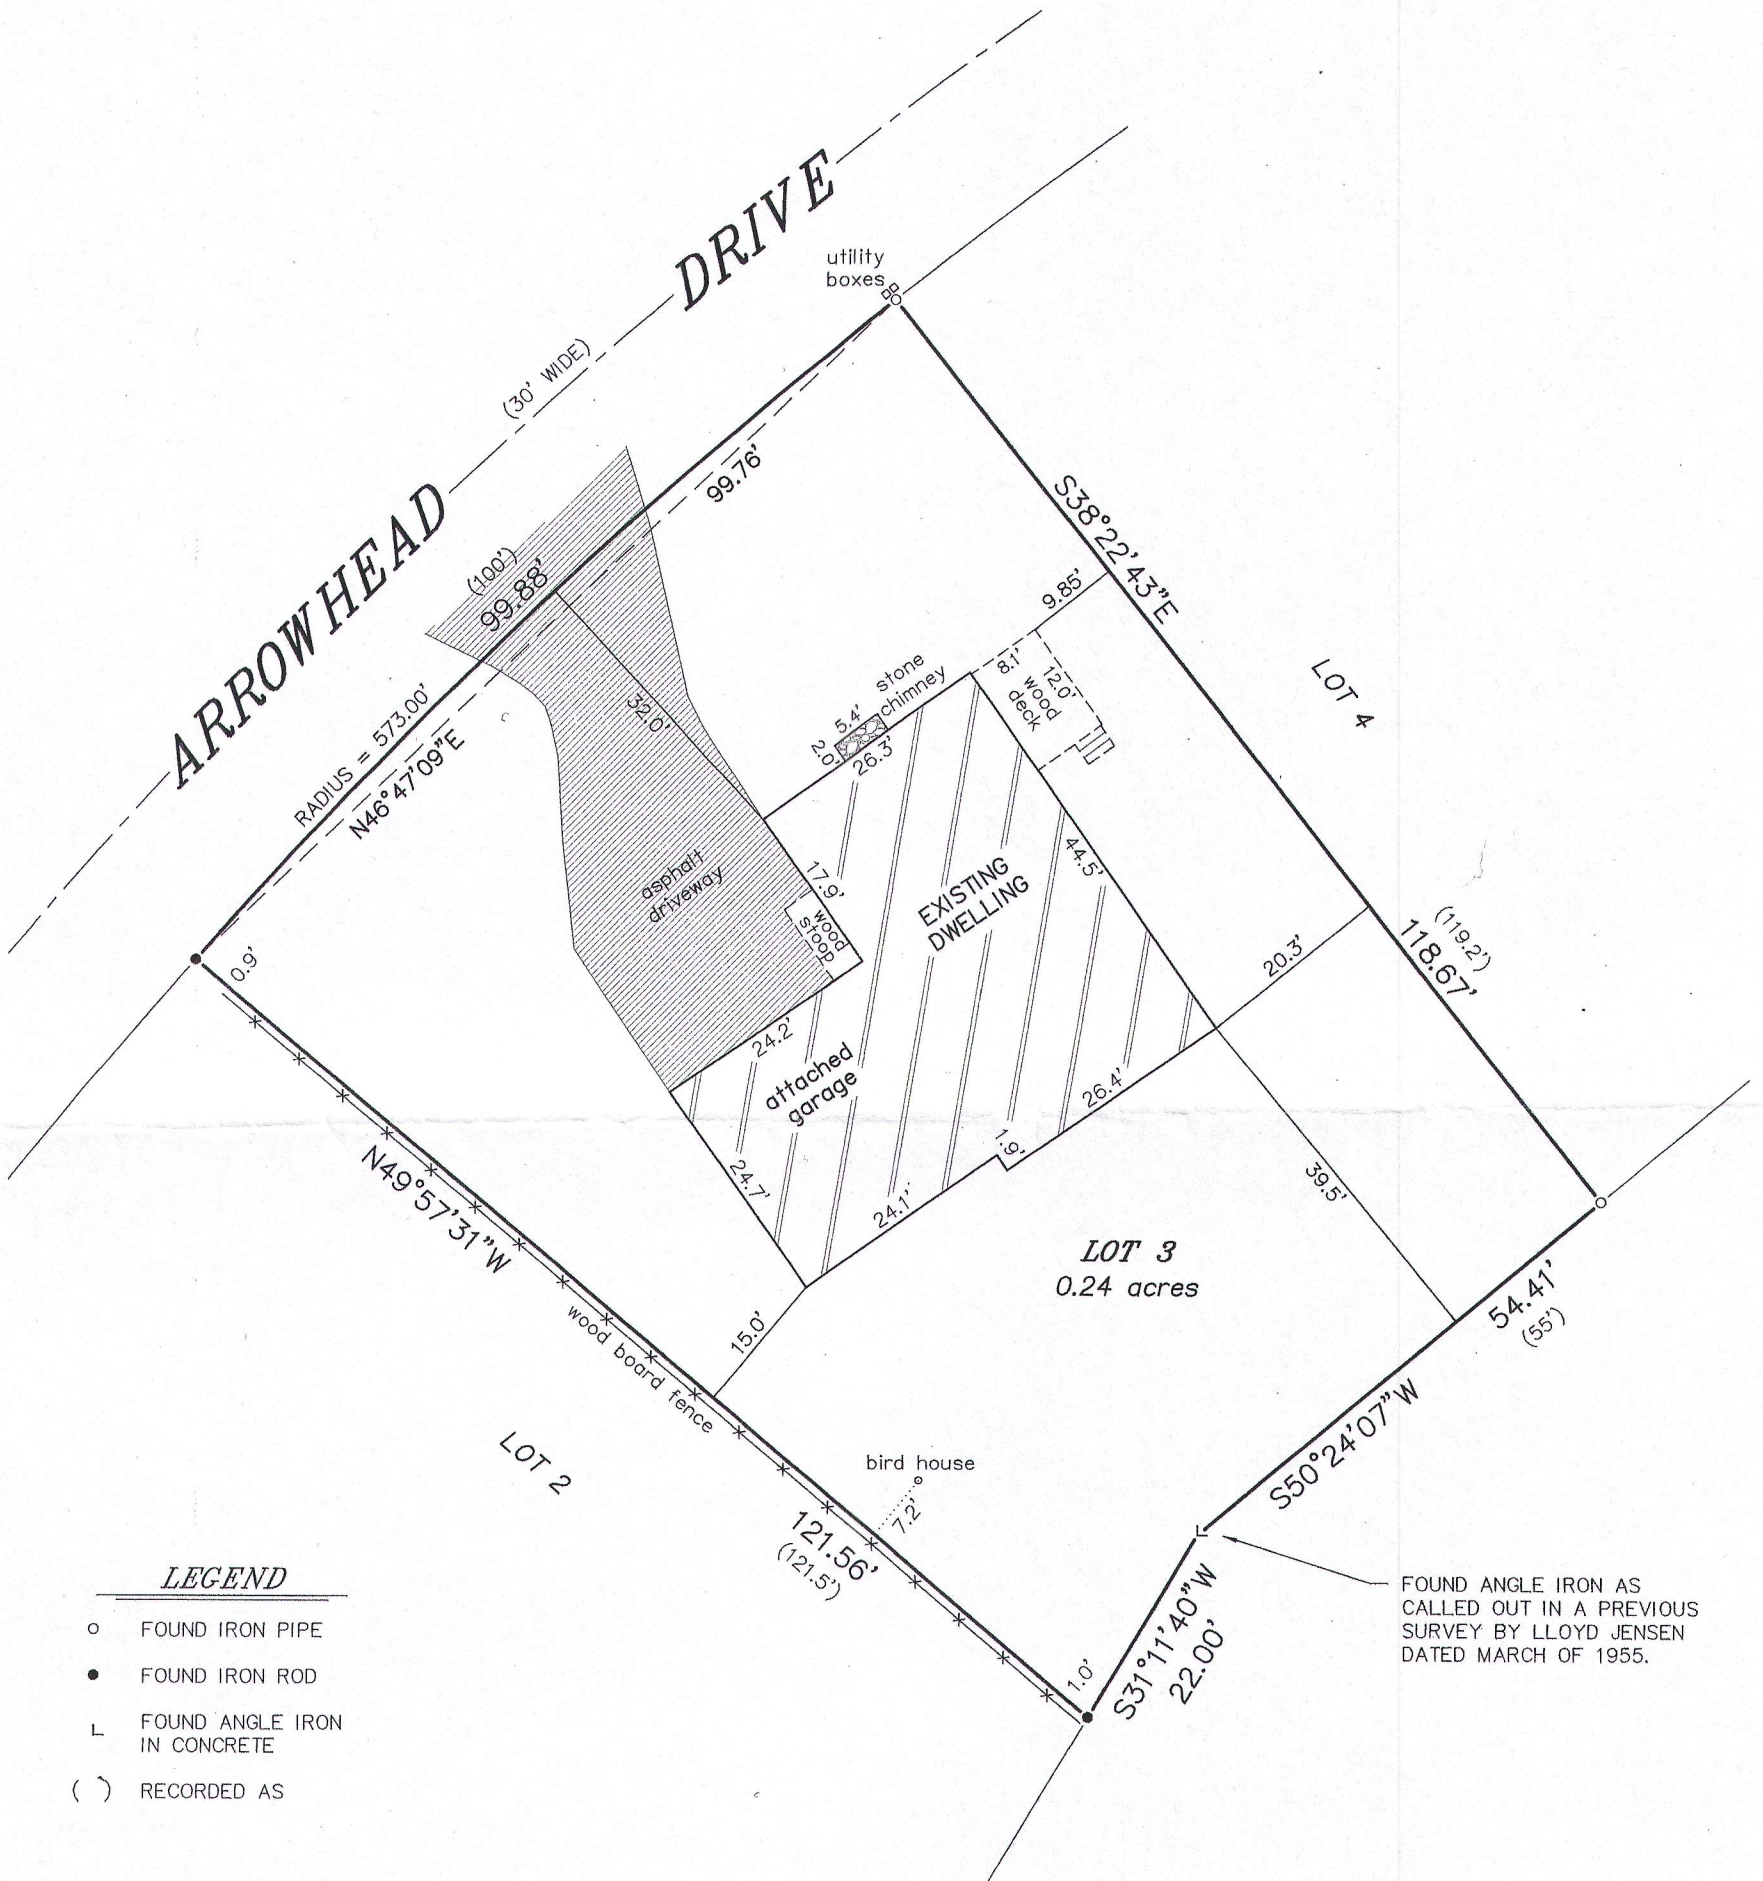 ARROWHEAD DRIVE
(30' WIDE)
utility
boxes
99.76'
(100')
99.88'
RADIUS = 573.00'
N46°47'09"E
S38°22'43"E
9.85'
LOT 4
8.1'
12.0'
wood
deck
stone
chimney
5.4'
2.0'
26.3'
32.0'
asphalt
driveway
17.9'
wood
stoop
EXISTING
DWELLING
44.5'
(119.2')
118.67'
20.3'
0.9'
24.2'
attached
garage
26.4'
1.9'
24.7'
24.1'
39.5'
N49°57'31"W
LOT 3
0.24 acres
15.0'
54.41'
(55')
wood board fence
S50°24'07"W
LOT 2
bird house
7.2'
121.56'
(121.5')
1.0'
S31°11'40"W
22.00'
FOUND ANGLE IRON AS
CALLED OUT IN A PREVIOUS
SURVEY BY LLOYD JENSEN
DATED MARCH OF 1955.
LEGEND
FOUND IRON PIPE
FOUND IRON ROD
FOUND ANGLE IRON
IN CONCRETE
( ) RECORDED AS